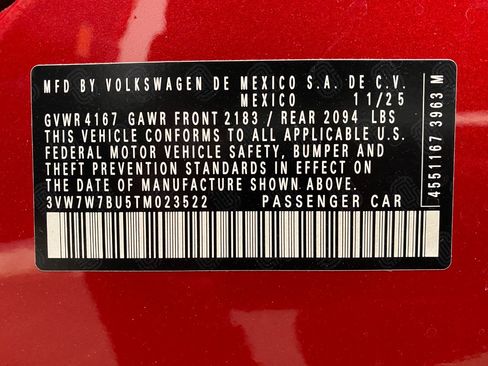 MFD BY VOLKSWAGEN DE MEXICO S.A. DE C.V.
MEXICO 11/25
GVWR 4167 GAWR FRONT 2183 / REAR 2094 LBS
THIS VEHICLE CONFORMS TO ALL APPLICABLE U.S.
FEDERAL MOTOR VEHICLE SAFETY, BUMPER AND
THEFT PREVENTION STANDARDS IN EFFECT ON
THE DATE OF MANUFACTURE SHOWN ABOVE.
3VW7W7BU5TM023522 PASSENGER CAR
4551167 3963M